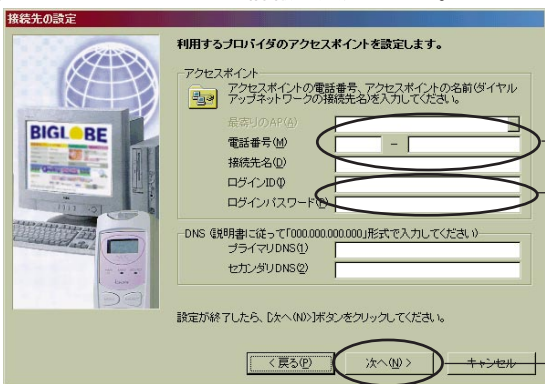 接続先の設定
利用するプロバイダのアクセスポイントを設定します。
アクセスポイント
アクセスポイントの電話番号、アクセスポイントの名前(ダイヤル
アップネットワークの接続先名)を入力してください。
最寄りのAP(A)
電話番号(M)
-
接続先名(D)
ログインID(I)
ログインパスワード(P)
BIGLOBE
DNS (説明書に従って「000.000.000.000」形式で入力してください)
プライマリDNS(1)
セカンダリDNS(2)
設定が終了したら、[次へ(N)>]ボタンをクリックしてください。
< 戻る(P)
次へ(N) >
キャンセル